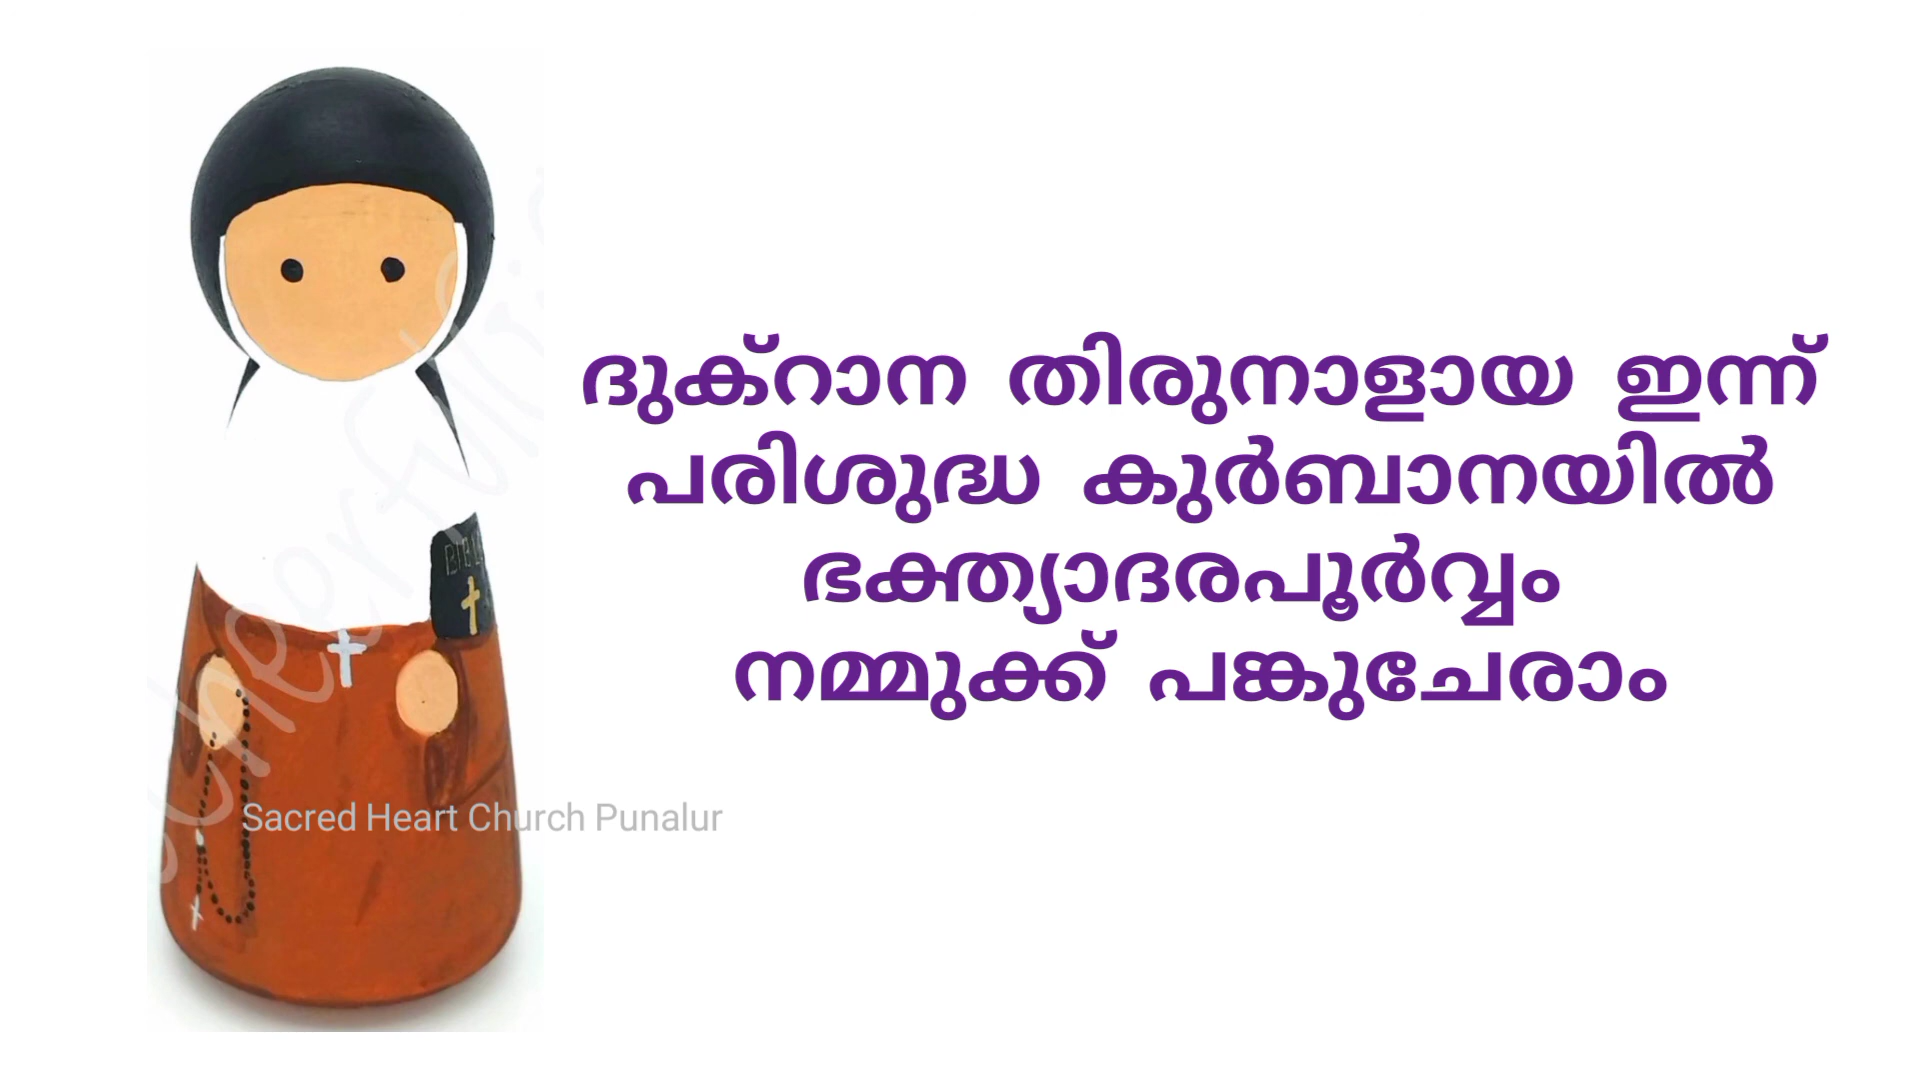 ദുക്റാന തിരുനാളായ ഇന്ന്
പരിശുദ്ധ കുർബാനയിൽ
ഭക്ത്യാദരപൂർവ്വം
നമ്മുക്ക് പങ്കുചേരാം
Sacred Heart Church Punalur